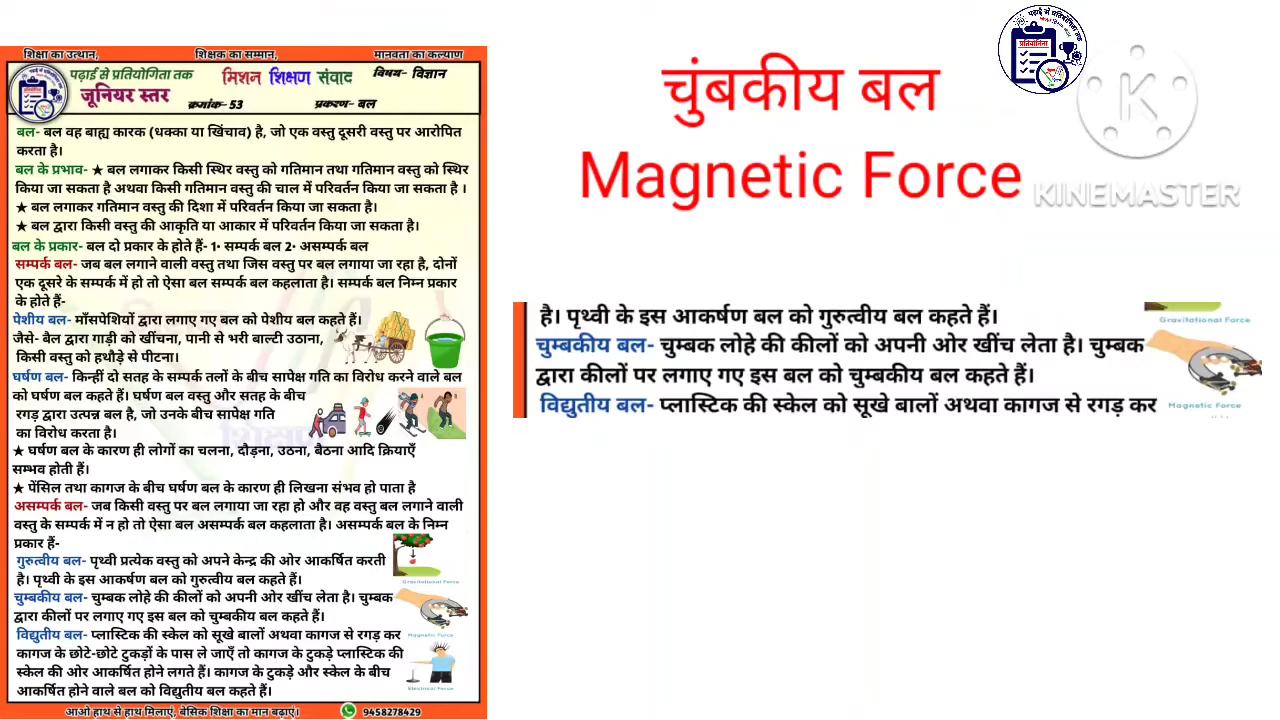 शिक्षा का उत्थान, शिक्षक का सम्मान, मानवता का कल्याण
पढ़ाई से प्रतियोगिता तक
जूनियर स्तर
मिशन शिक्षण संवाद
विषय- विज्ञान
क्रमांक- 53
प्रकरण- बल
बल- बल वह बाह्य कारक (धक्का या खिंचाव) है, जो एक वस्तु दूसरी वस्तु पर आरोपित
करता है।
बल के प्रभाव- ★ बल लगाकर किसी स्थिर वस्तु को गतिमान तथा गतिमान वस्तु को स्थिर
किया जा सकता है अथवा किसी गतिमान वस्तु की चाल में परिवर्तन किया जा सकता है ।
★ बल लगाकर गतिमान वस्तु की दिशा में परिवर्तन किया जा सकता है।
★ बल द्वारा किसी वस्तु की आकृति या आकार में परिवर्तन किया जा सकता है।
बल के प्रकार- बल दो प्रकार के होते हैं- 1• सम्पर्क बल 2• असम्पर्क बल
सम्पर्क बल- जब बल लगाने वाली वस्तु तथा जिस वस्तु पर बल लगाया जा रहा है, दोनों
एक दूसरे के सम्पर्क में हो तो ऐसा बल सम्पर्क बल कहलाता है। सम्पर्क बल निम्न प्रकार
के होते हैं-
पेशीय बल- माँसपेशियों द्वारा लगाए गए बल को पेशीय बल कहते हैं।
जैसे- बैल द्वारा गाड़ी को खींचना, पानी से भरी बाल्टी उठाना,
किसी वस्तु को हथौड़े से पीटना।
घर्षण बल- किन्हीं दो सतह के सम्पर्क तलों के बीच सापेक्ष गति का विरोध करने वाले बल
को घर्षण बल कहते हैं। घर्षण बल वस्तु और सतह के बीच
रगड़ द्वारा उत्पन्न बल है, जो उनके बीच सापेक्ष गति
का विरोध करता है।
★ घर्षण बल के कारण ही लोगों का चलना, दौड़ना, उठना, बैठना आदि क्रियाएँ
सम्भव होती हैं।
★ पेंसिल तथा कागज के बीच घर्षण बल के कारण ही लिखना संभव हो पाता है
असम्पर्क बल- जब किसी वस्तु पर बल लगाया जा रहा हो और वह वस्तु बल लगाने वाली
वस्तु के सम्पर्क में न हो तो ऐसा बल असम्पर्क बल कहलाता है। असम्पर्क बल के निम्न
प्रकार हैं-
गुरुत्वीय बल- पृथ्वी प्रत्येक वस्तु को अपने केन्द्र की ओर आकर्षित करती
है। पृथ्वी के इस आकर्षण बल को गुरुत्वीय बल कहते हैं।
Gravitational Force
चुम्बकीय बल- चुम्बक लोहे की कीलों को अपनी ओर खींच लेता है। चुम्बक
द्वारा कीलों पर लगाए गए इस बल को चुम्बकीय बल कहते हैं।
Magnetic Force
विद्युतीय बल- प्लास्टिक की स्केल को सूखे बालों अथवा कागज से रगड़ कर
कागज के छोटे-छोटे टुकड़ों के पास ले जाएँ तो कागज के टुकड़े प्लास्टिक की
स्केल की ओर आकर्षित होने लगते हैं। कागज के टुकड़े और स्केल के बीच
आकर्षित होने वाले बल को विद्युतीय बल कहते हैं।
Electrical Force
आओ हाथ से हाथ मिलाएं, बेसिक शिक्षा का मान बढ़ाएं। 9458278429
चुंबकीय बल
Magnetic Force
पढ़ाई से प्रतियोगिता तक
प्रतियोगिता
KINEMASTER
है। पृथ्वी के इस आकर्षण बल को गुरुत्वीय बल कहते हैं।
Gravitational Force
चुम्बकीय बल- चुम्बक लोहे की कीलों को अपनी ओर खींच लेता है। चुम्बक
द्वारा कीलों पर लगाए गए इस बल को चुम्बकीय बल कहते हैं।
Magnetic Force
विद्युतीय बल- प्लास्टिक की स्केल को सूखे बालों अथवा कागज से रगड़ कर